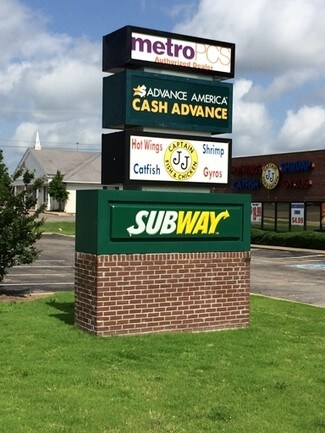 metroPCS
Authorized Dealer
ADVANCE AMERICA
CASH ADVANCE
Hot Wings
Shrimp
CAPTAIN
JJ
FISH & CHICKEN
Catfish
Gyros
SUBWAY